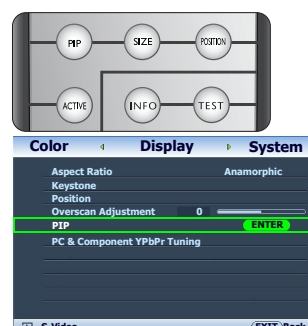 PIP SIZE POSITION
ACTIVE INFO TEST
Color Display System
Aspect Ratio Anamorphic
Keystone
Position
Overscan Adjustment 0
PIP ENTER
PC & Component YPbPr Tuning
S-Video EXIT Back